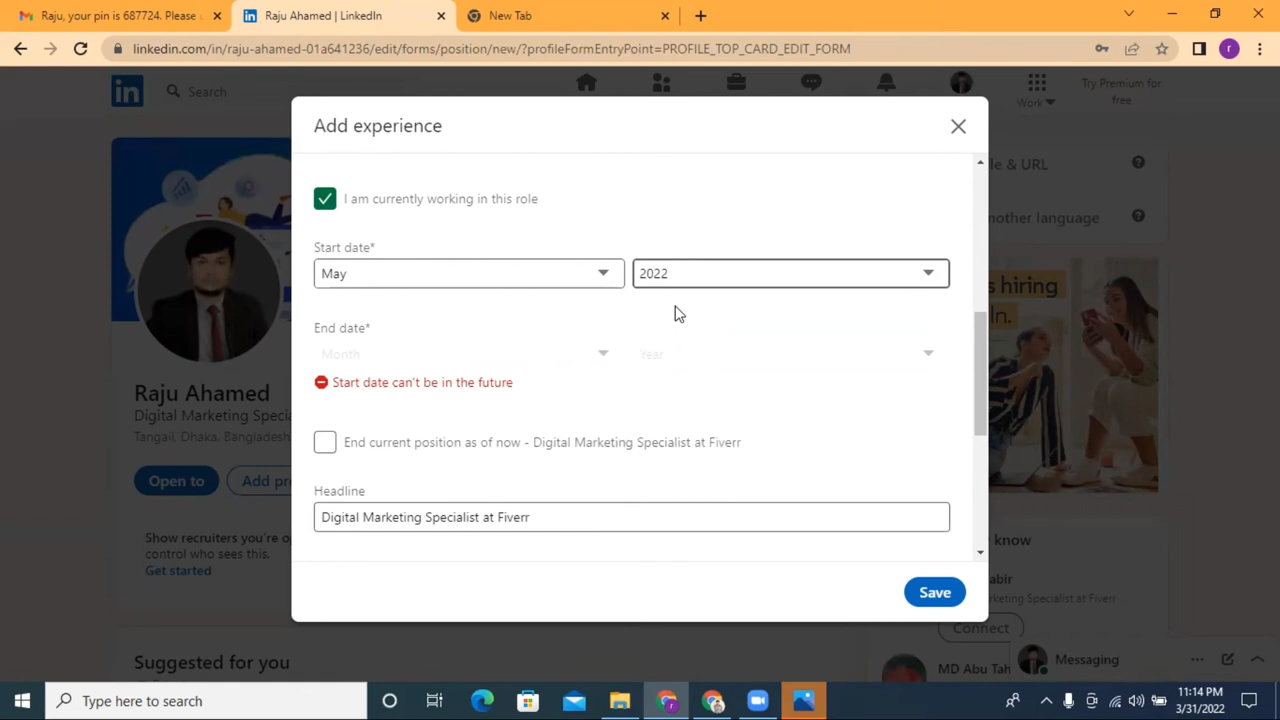 Raju, your pin is 687724. Please
Raju Ahamed | LinkedIn
New Tab
linkedin.com/in/raju-ahamed-01a641236/edit/forms/position/new/?profileFormEntryPoint=PROFILE_TOP_CARD_EDIT_FORM
r
in
Search
Work
Try Premium for
free
Add experience
file & URL
I am currently working in this role
nother language
Start date*
May
2022
s hiring
n.
End date*
Month
Year
Start date can't be in the future
Raju Ahamed
Digital Marketing Specia
Tangail, Dhaka, Bangladesh
End current position as of now - Digital Marketing Specialist at Fiverr
Open to
Add pr
Headline
Digital Marketing Specialist at Fiverr
Show recruiters you're o
control who sees this.
Get started
know
abir
Marketing Specialist at Fiverr
Save
Connect
Suggested for you
MD Abu Tah
Messaging
Type here to search
11:14 PM
3/31/2022